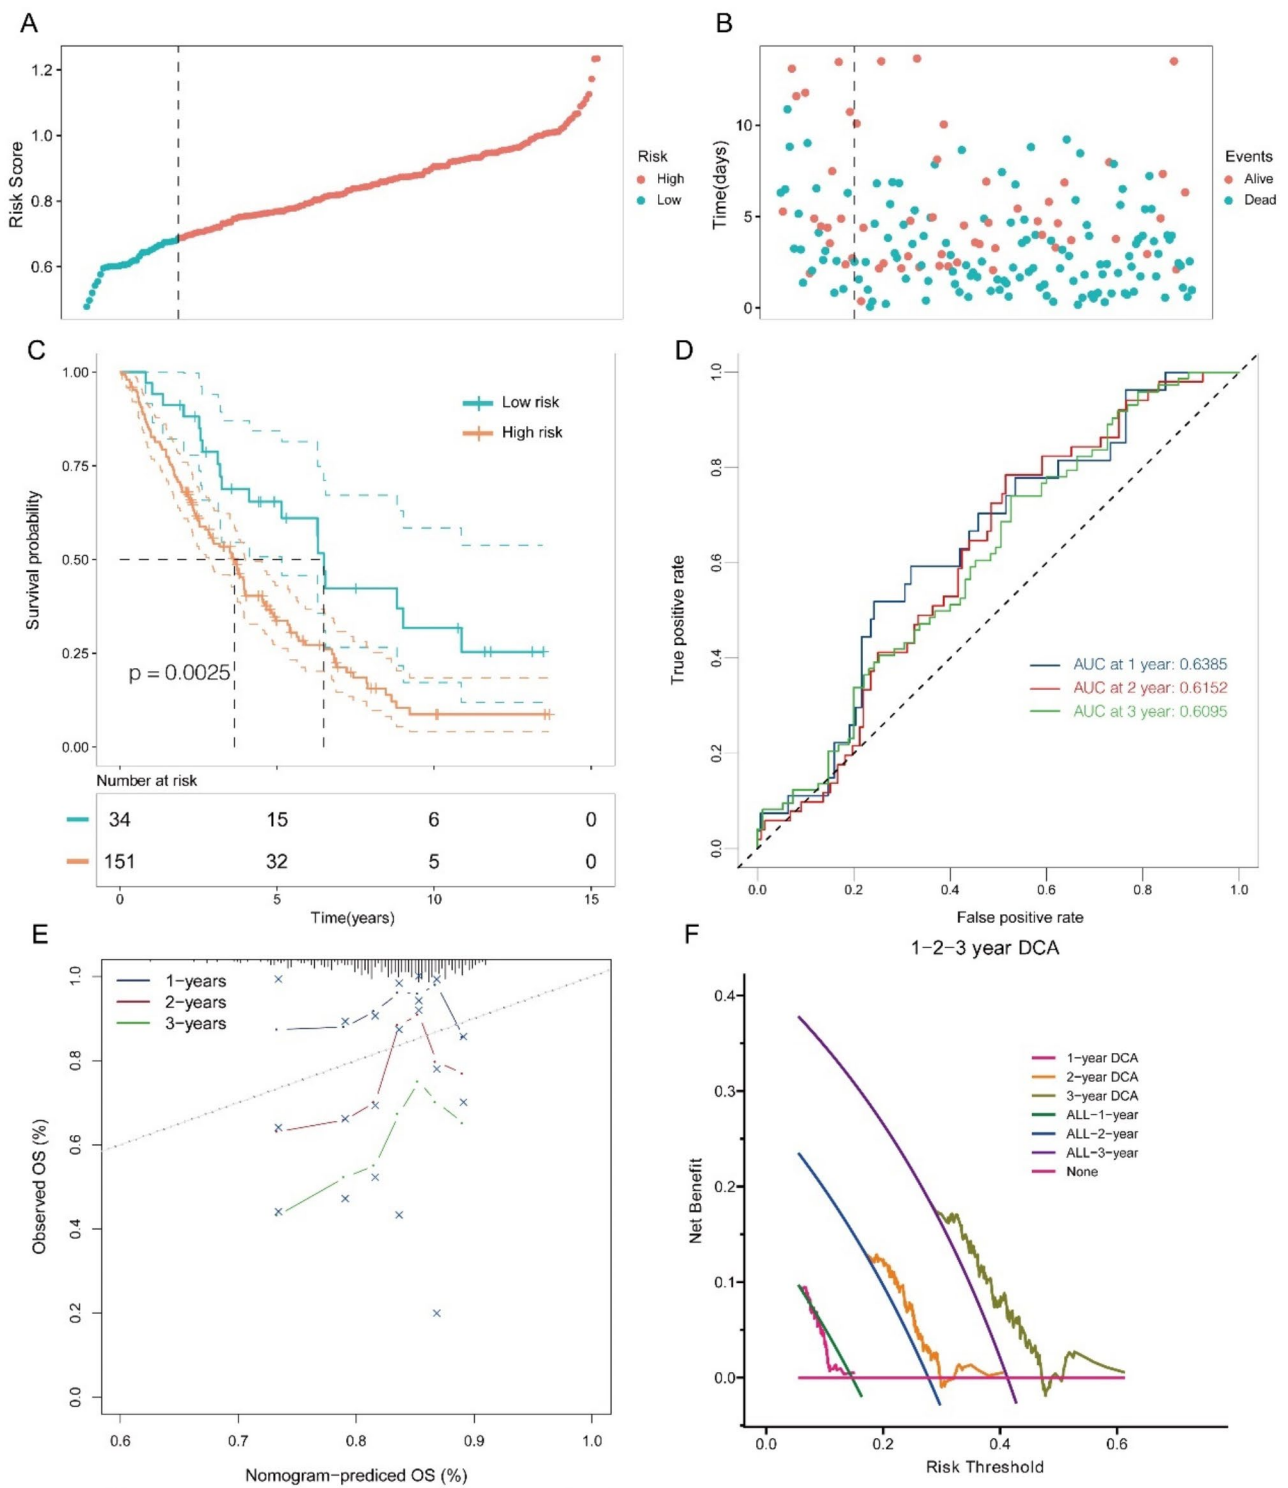 A
Risk Score
1.2
1.0
0.8
0.6
Risk
High
Low
B
Time(days)
10
5
0
Events
Alive
Dead
C
Survival probability
1.00
0.75
0.50
0.25
0.00
Low risk
High risk
p = 0.0025
Number at risk
34 15 6 0
151 32 5 0
0 5 10 15
Time(years)
D
True positive rate
1.0
0.8
0.6
0.4
0.2
0.0
AUC at 1 year: 0.6385
AUC at 2 year: 0.6152
AUC at 3 year: 0.6095
0.0 0.2 0.4 0.6 0.8 1.0
False positive rate
E
Observed OS (%)
1.0
0.8
0.6
0.4
0.2
0.0
1−years
2−years
3−years
0.6 0.7 0.8 0.9 1.0
Nomogram−prediced OS (%)
F
1−2−3 year DCA
Net Benefit
0.4
0.3
0.2
0.1
0.0
1−year DCA
2−year DCA
3−year DCA
ALL−1−year
ALL−2−year
ALL−3−year
None
0.0 0.2 0.4 0.6
Risk Threshold